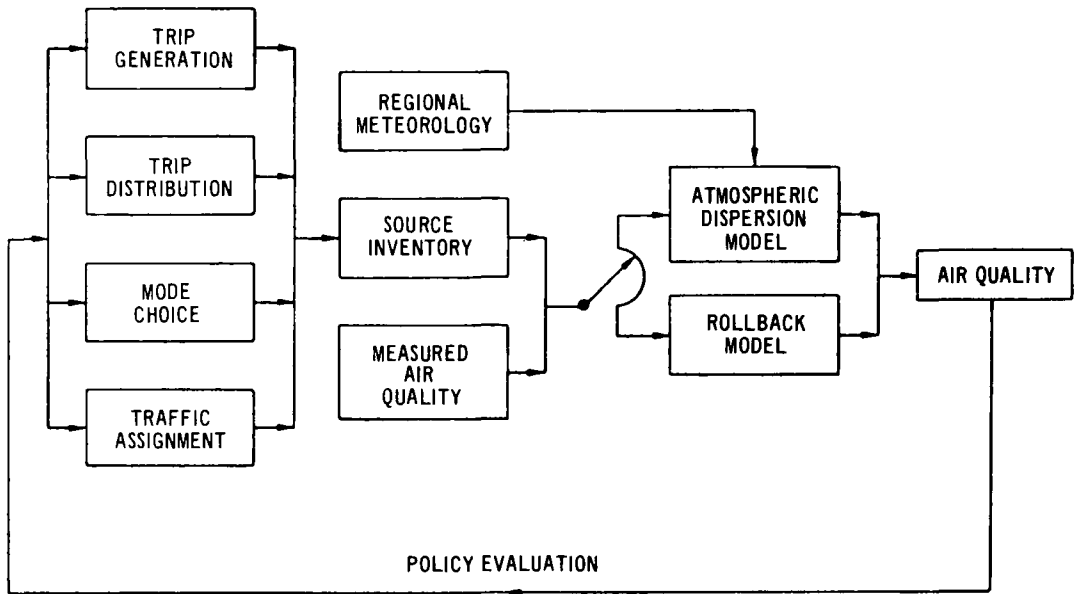 TRIP
GENERATION
TRIP
DISTRIBUTION
MODE
CHOICE
TRAFFIC
ASSIGNMENT
REGIONAL
METEOROLOGY
SOURCE
INVENTORY
MEASURED
AIR
QUALITY
ATMOSPHERIC
DISPERSION
MODEL
ROLLBACK
MODEL
AIR QUALITY
POLICY EVALUATION